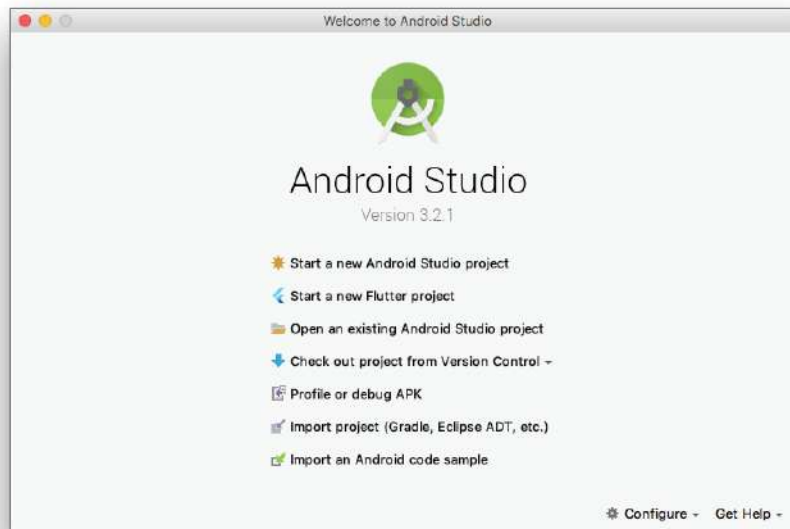 Welcome to Android Studio
Android Studio
Version 3.2.1
Start a new Android Studio project
Start a new Flutter project
Open an existing Android Studio project
Check out project from Version Control
Profile or debug APK
Import project (Gradle, Eclipse ADT, etc.)
Import an Android code sample
Configure Get Help